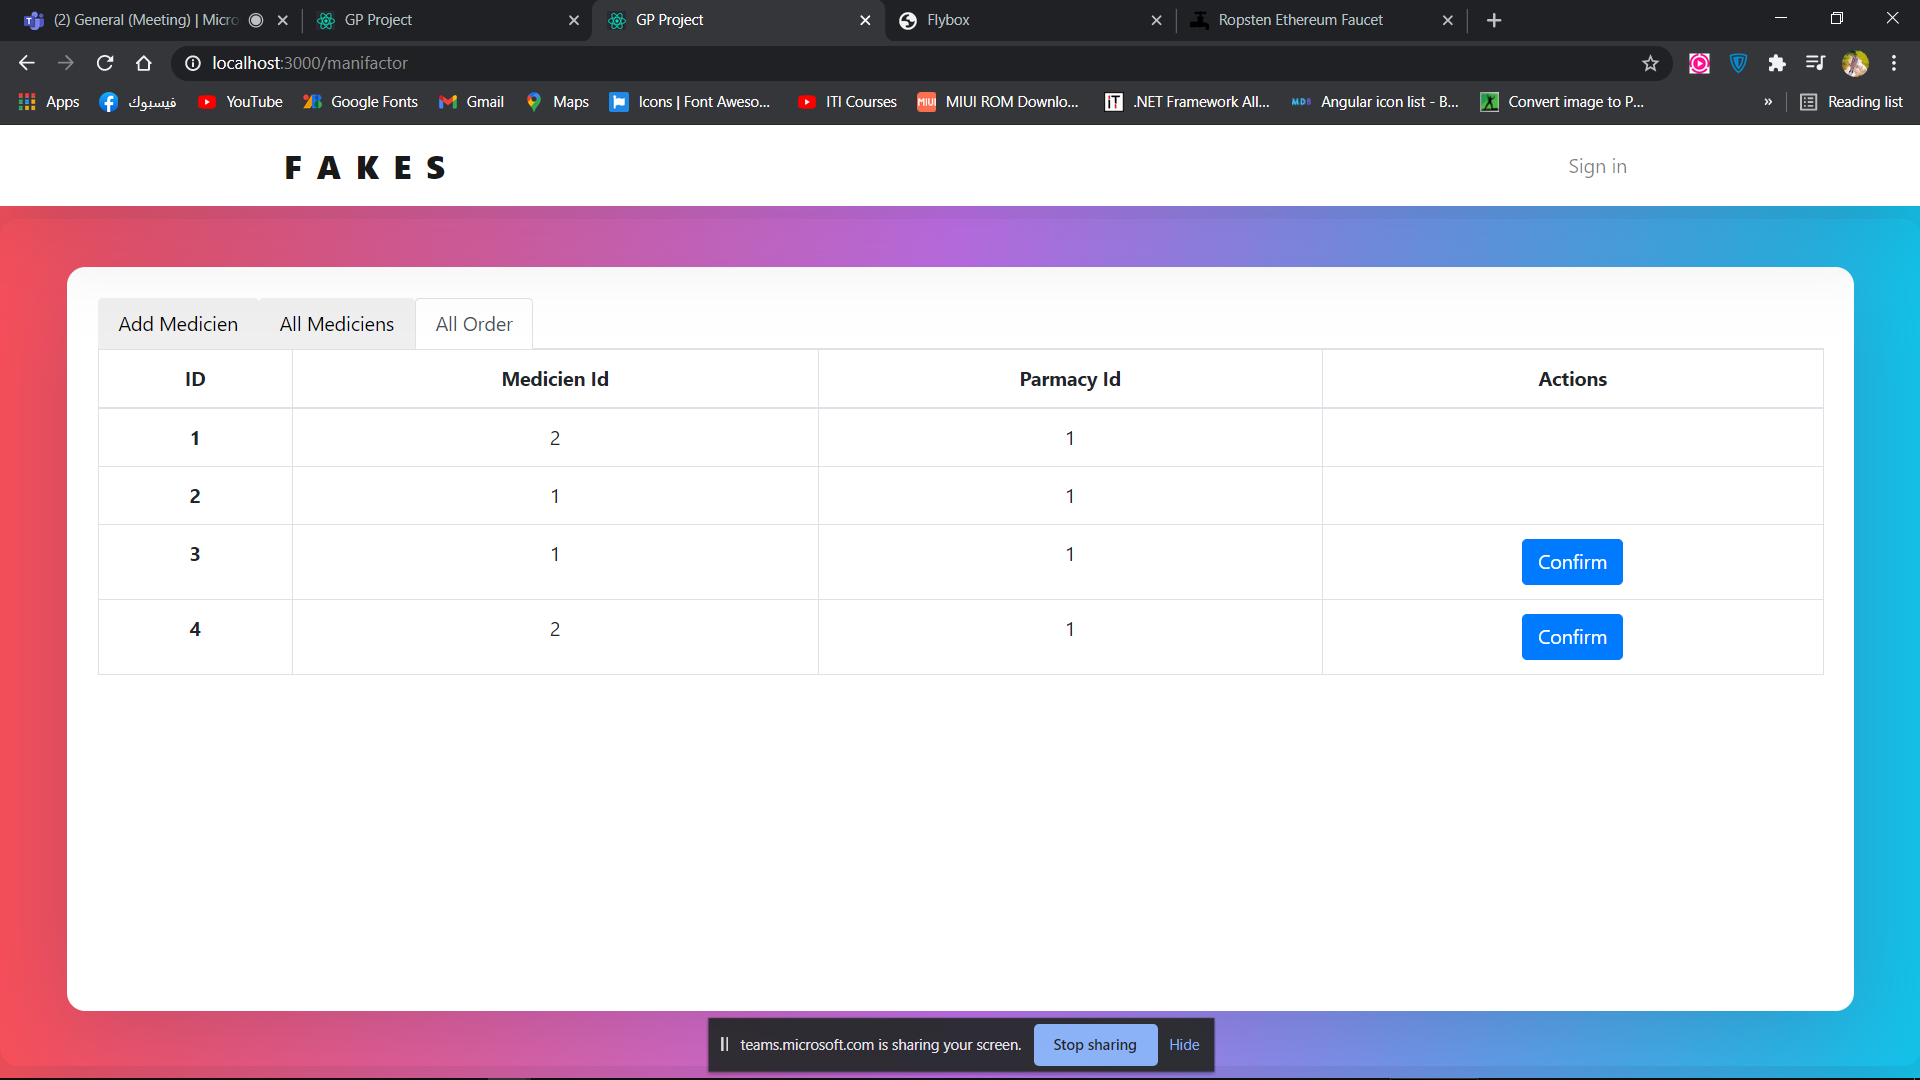 (2) General (Meeting) | Micro
GP Project
GP Project
Flybox
Ropsten Ethereum Faucet
localhost:3000/manifactor
Apps
فيسبوك
YouTube
Google Fonts
Gmail
Maps
Icons | Font Aweso...
ITI Courses
MIUI ROM Downlo...
.NET Framework All...
Angular icon list - B...
Convert image to P...
»
Reading list
FAKES
Sign in
Add Medicien
All Mediciens
All Order
ID Medicien Id Parmacy Id Actions
1 2 1
2 1 1
3 1 1 Confirm
4 2 1 Confirm
teams.microsoft.com is sharing your screen.
Stop sharing
Hide